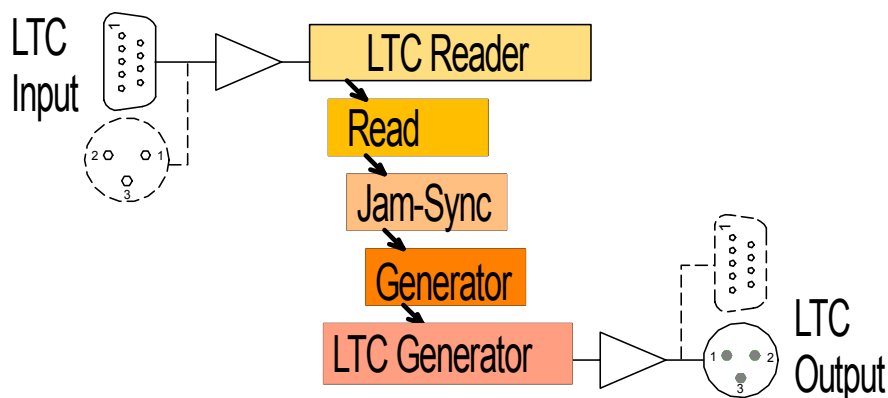 LTC
Input
1
2
1
3
LTC Reader
Read
Jam-Sync
Generator
LTC Generator
1
1
2
3
LTC
Output